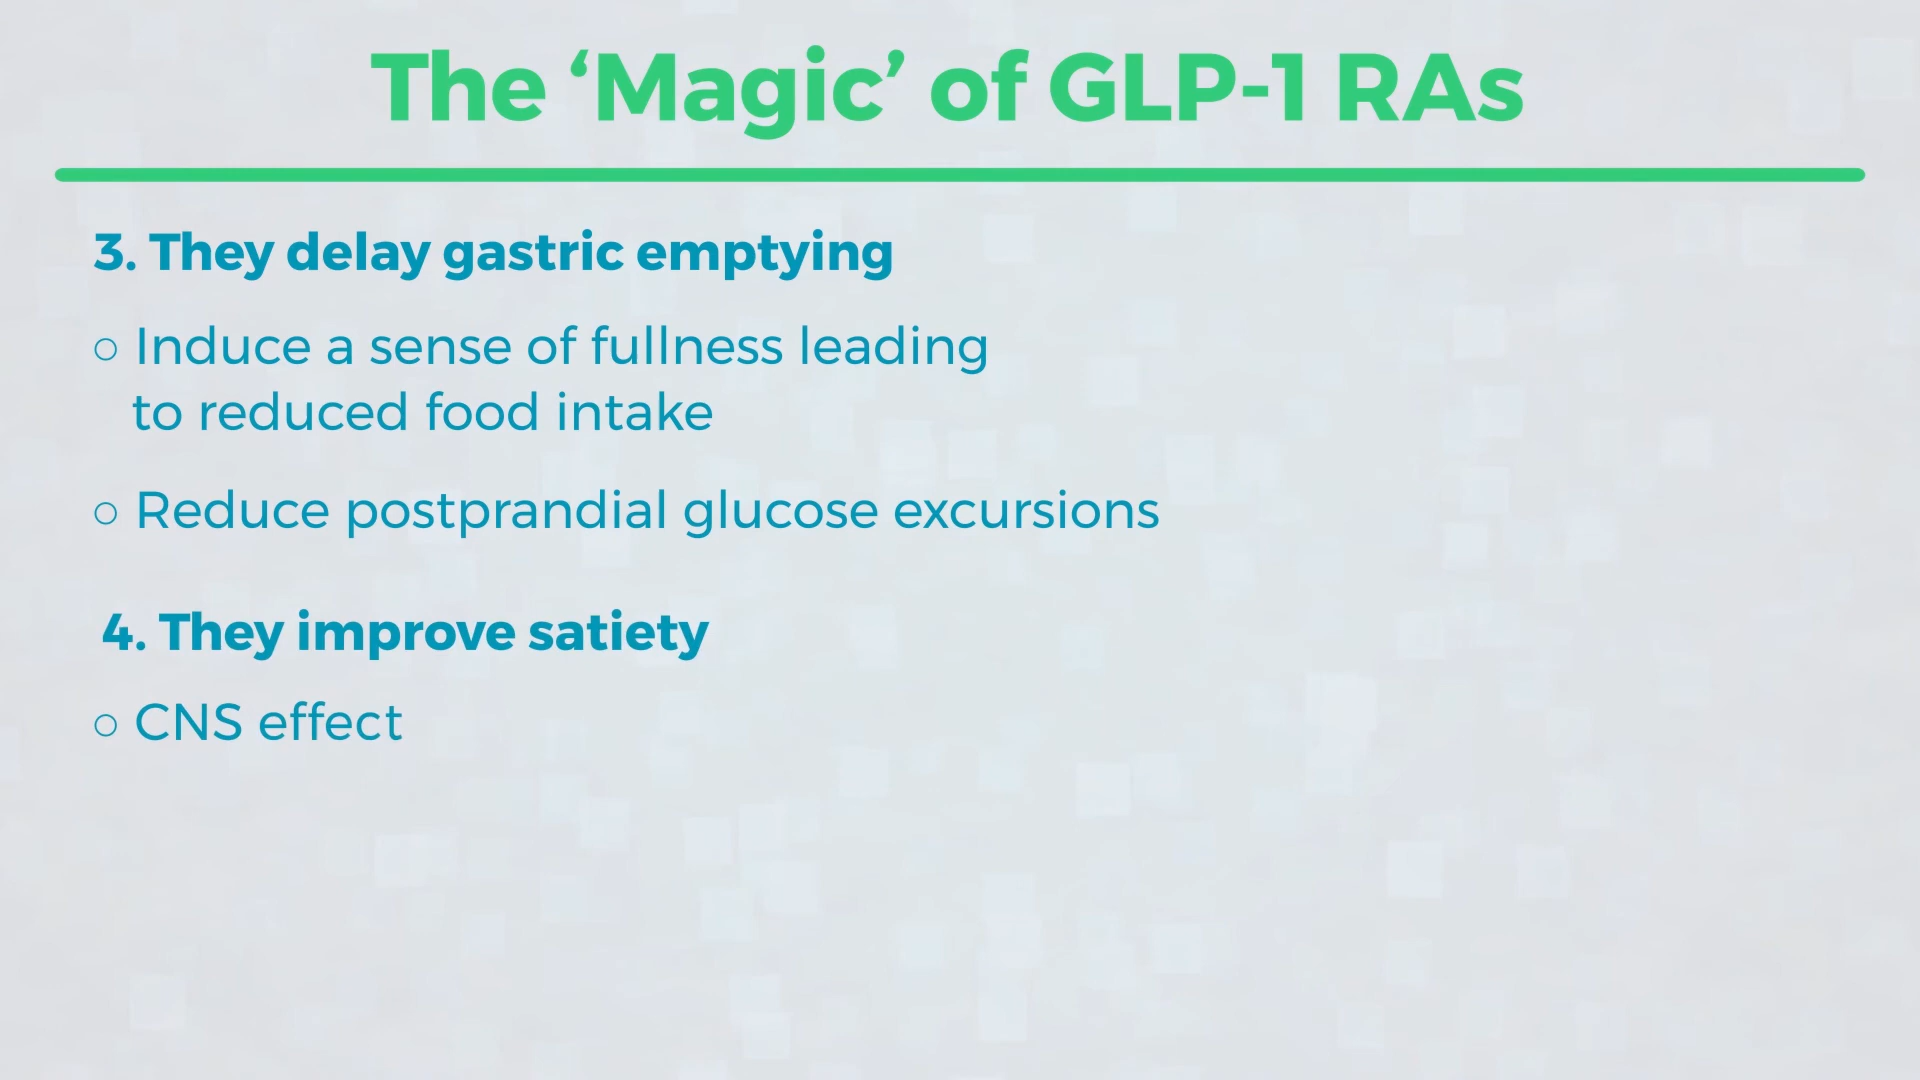 The ‘Magic’ of GLP-1 RAs
3. They delay gastric emptying
○ Induce a sense of fullness leading
to reduced food intake
○ Reduce postprandial glucose excursions
4. They improve satiety
○ CNS effect